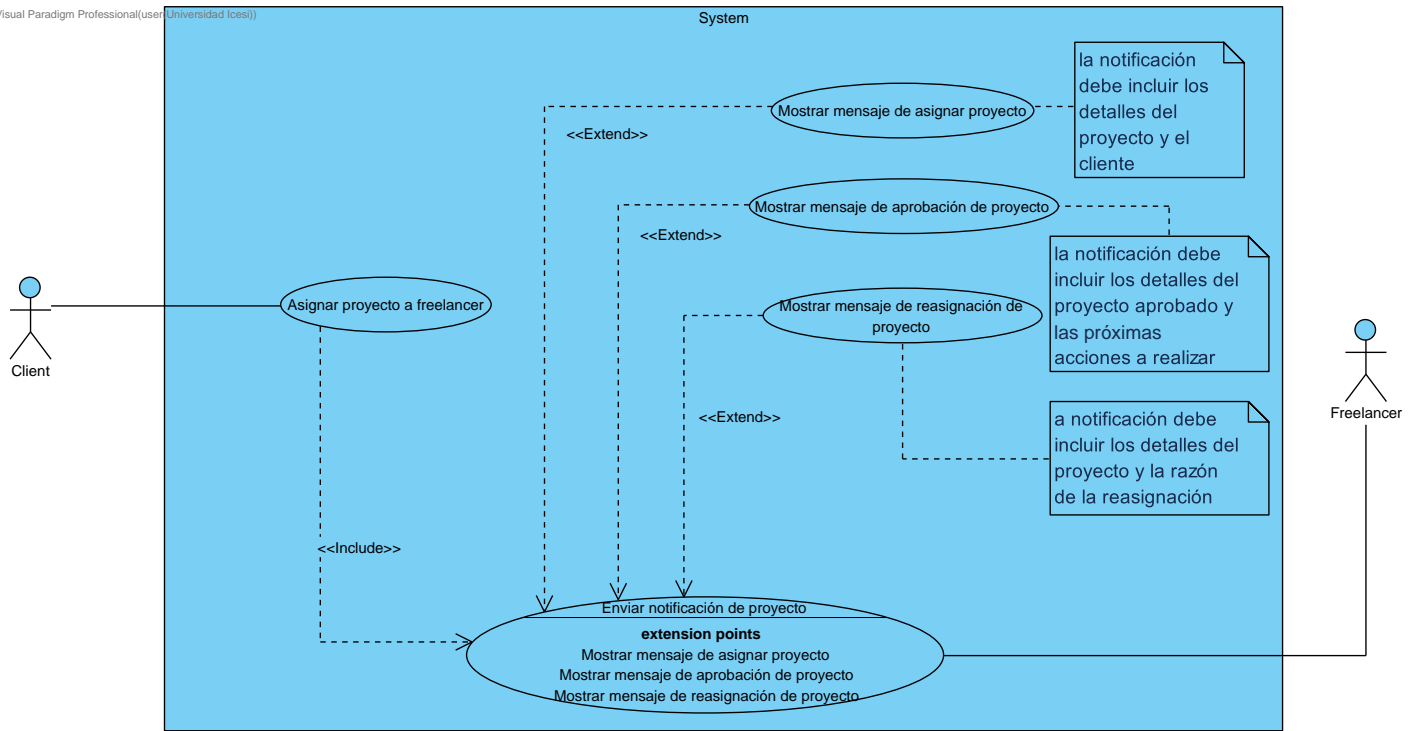 Visual Paradigm Professional(user(Universidad Icesi))
System
la notificación
debe incluir los
detalles del
proyecto y el
cliente
Mostrar mensaje de asignar proyecto
<<Extend>>
Mostrar mensaje de aprobación de proyecto
<<Extend>>
la notificación debe
incluir los detalles del
proyecto aprobado y
las próximas
acciones a realizar
Asignar proyecto a freelancer
Mostrar mensaje de reasignación de
proyecto
Client
Freelancer
<<Extend>>
a notificación debe
incluir los detalles del
proyecto y la razón
de la reasignación
<<Include>>
Enviar notificación de proyecto
extension points
Mostrar mensaje de asignar proyecto
Mostrar mensaje de aprobación de proyecto
Mostrar mensaje de reasignación de proyecto